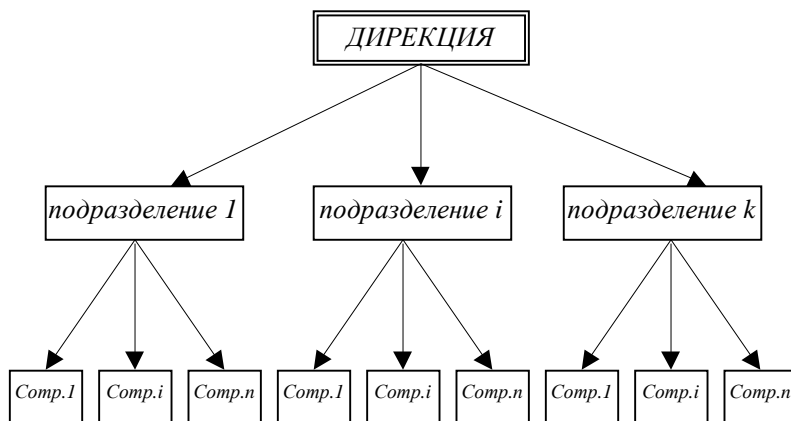 ДИРЕКЦИЯ
подразделение 1
подразделение i
подразделение k
Сотр.1
Сотр.i
Сотр.n
Сотр.1
Сотр.i
Сотр.n
Сотр.1
Сотр.i
Сотр.n